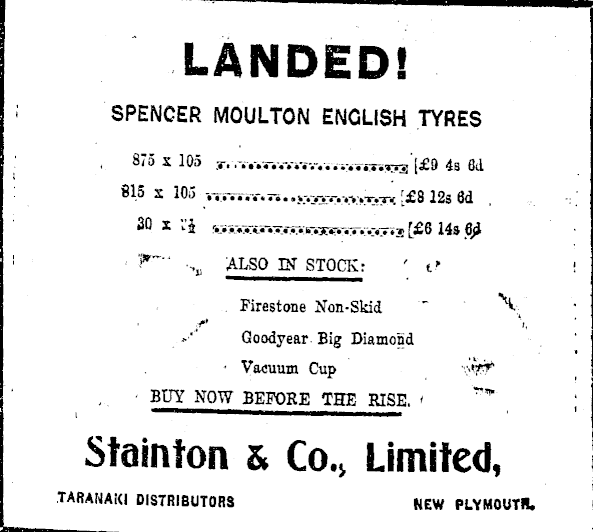 LANDED!
SPENCER MOULTON ENGLISH TYRES
875 x 105 [£9 4s 6d
815 x 105 [£8 12s 6d
30 x [£6 14s 6d
ALSO IN STOCK:
Firestone Non-Skid
Goodyear Big Diamond
Vacuum Cup
BUY NOW BEFORE THE RISE.
Stainton & Co., Limited,
TARANAKI DISTRIBUTORS NEW PLYMOUTH.